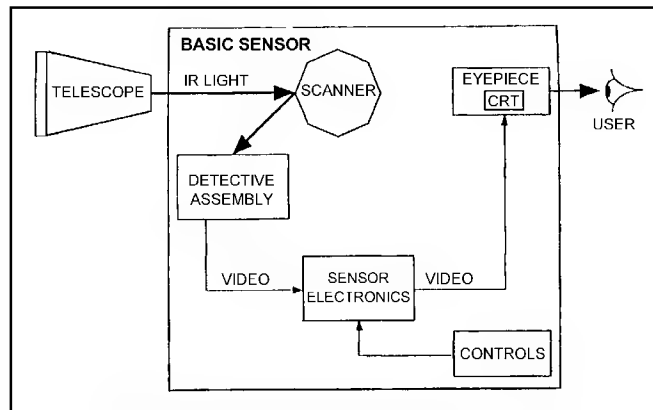 BASIC SENSOR
TELESCOPE
IR LIGHT
SCANNER
EYEPIECE
CRT
USER
DETECTIVE
ASSEMBLY
VIDEO
SENSOR
ELECTRONICS
VIDEO
CONTROLS